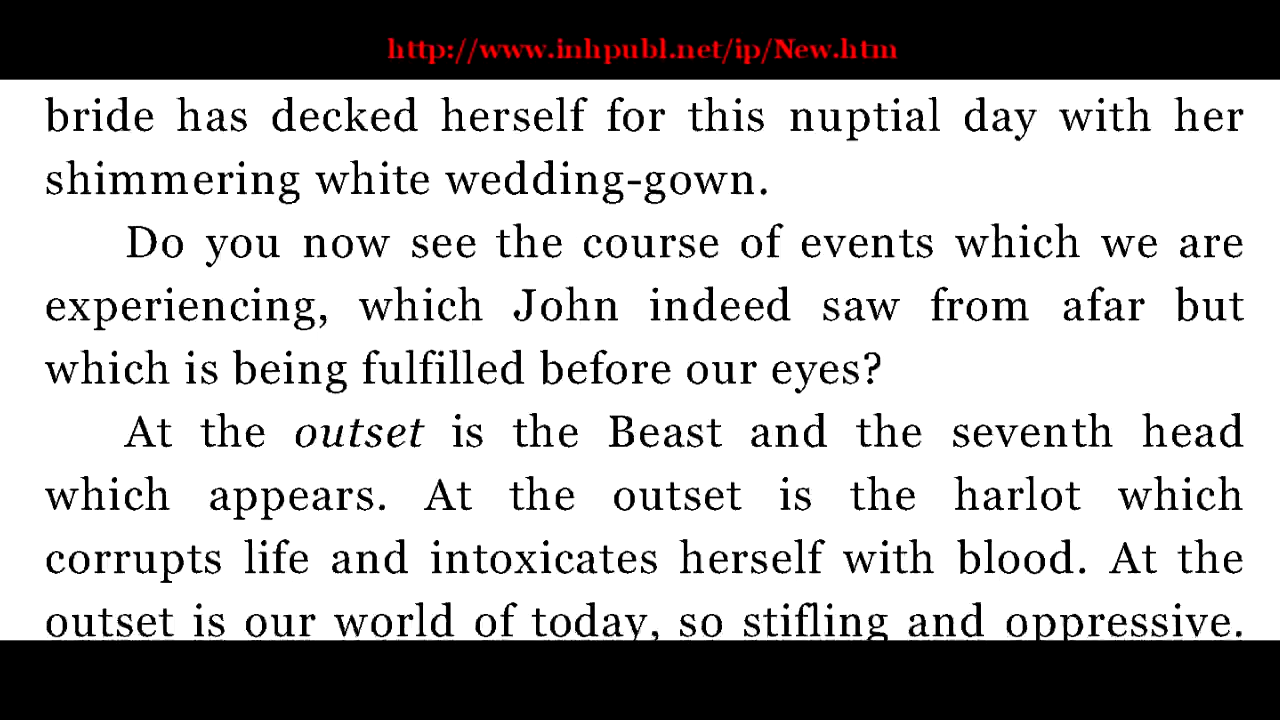 http://www.inhpubl.net/ip/New.htm
bride has decked herself for this nuptial day with her
shimmering white wedding-gown.
Do you now see the course of events which we are
experiencing, which John indeed saw from afar but
which is being fulfilled before our eyes?
At the outset is the Beast and the seventh head
which appears. At the outset is the harlot which
corrupts life and intoxicates herself with blood. At the
outset is our world of today, so stifling and oppressive.